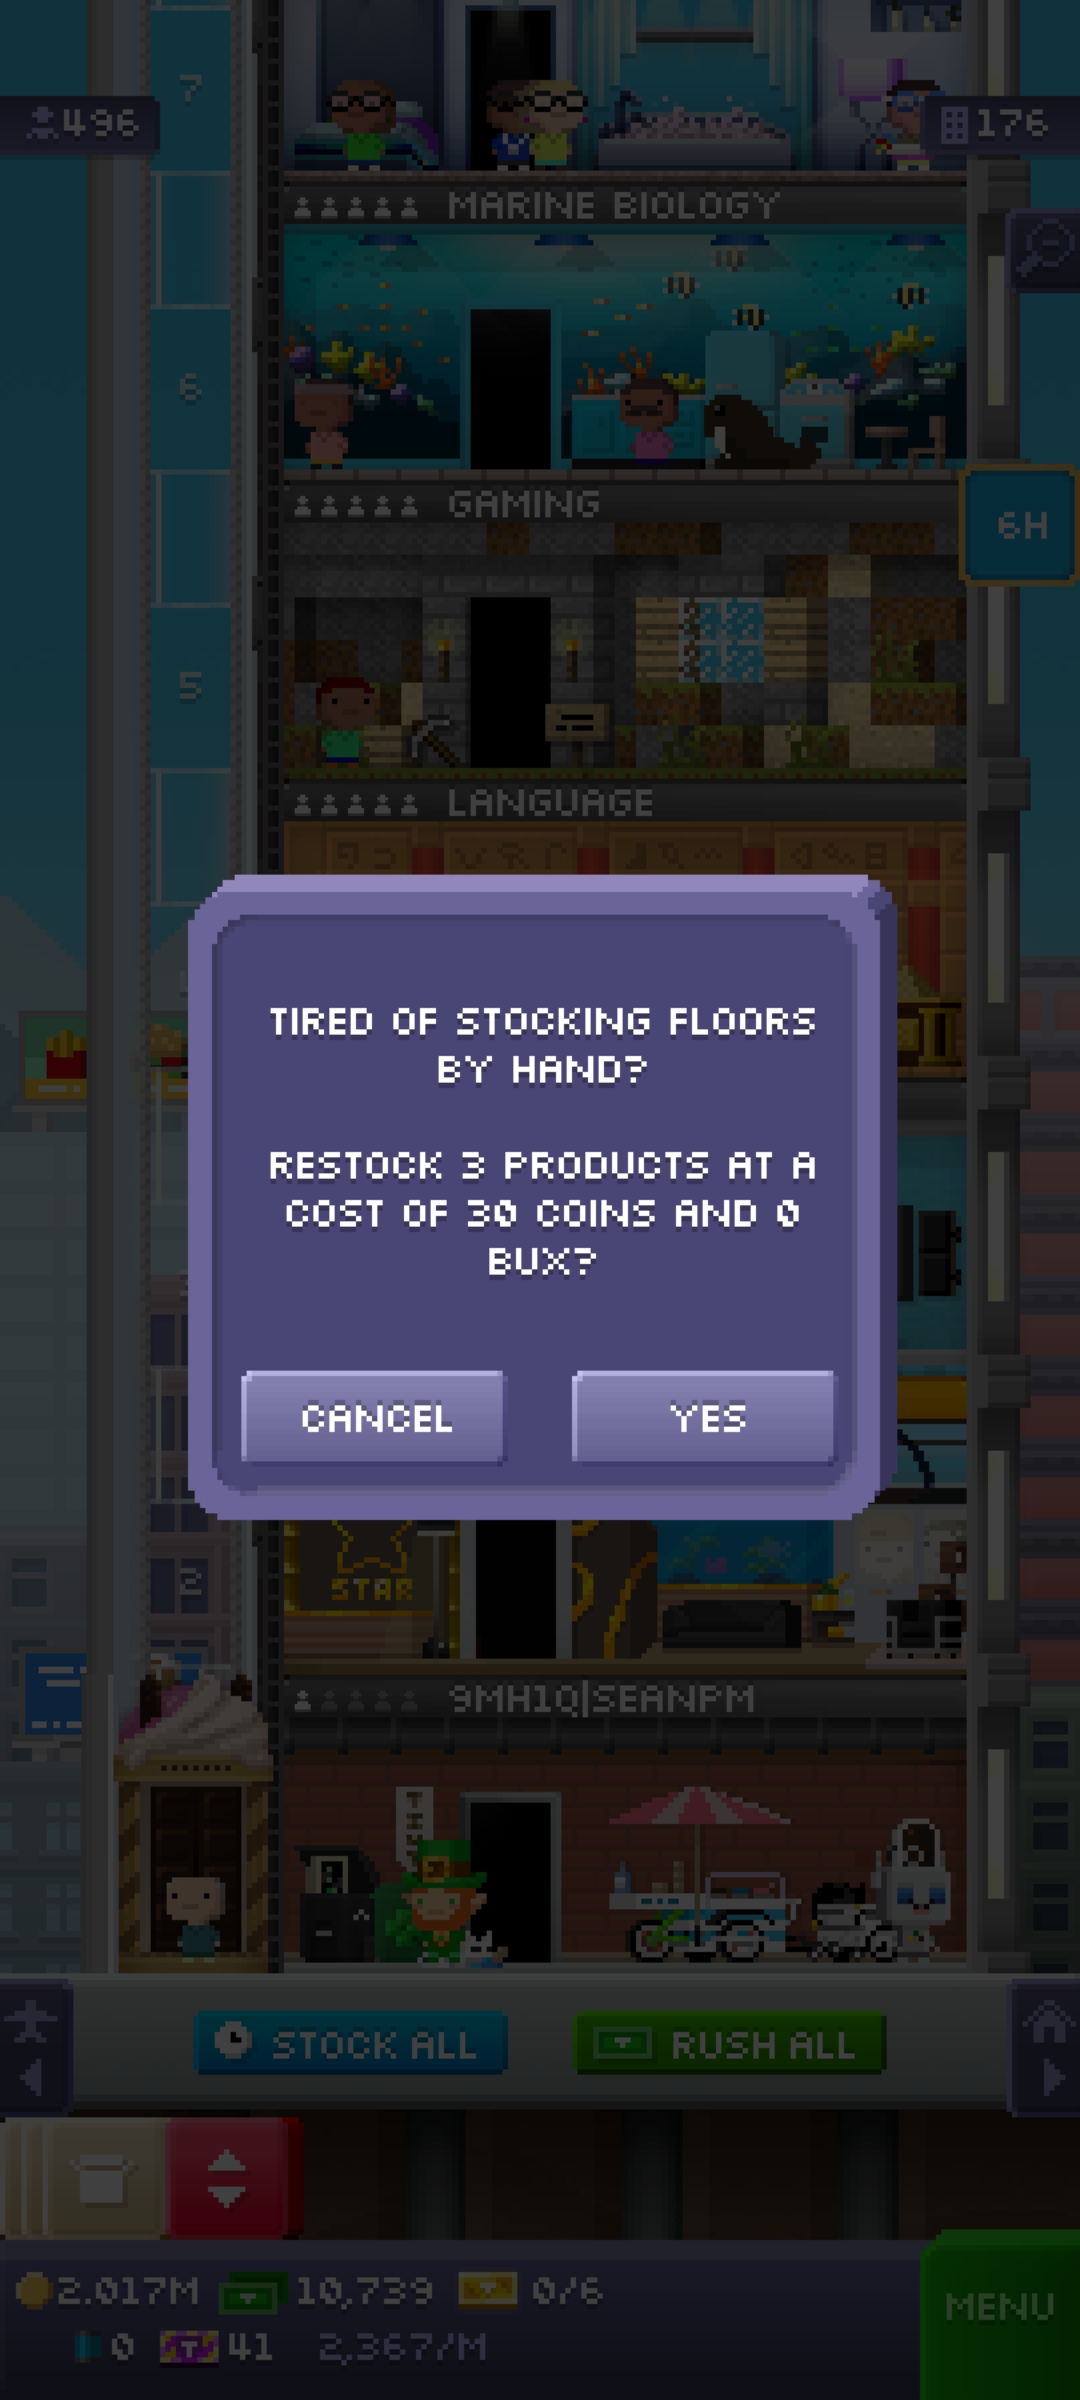 7
496
176
MARINE BIOLOGY
6
GAMING
6H
5
LANGUAGE
TIRED OF STOCKING FLOORS
BY HAND?
RESTOCK 3 PRODUCTS AT A
COST OF 30 COINS AND 0
BUX?
CANCEL
YES
STAR
2
9MH1Q|SEANPM
STOCK ALL
RUSH ALL
2.017M
10,739
0/6
MENU
0
41
2,367/M